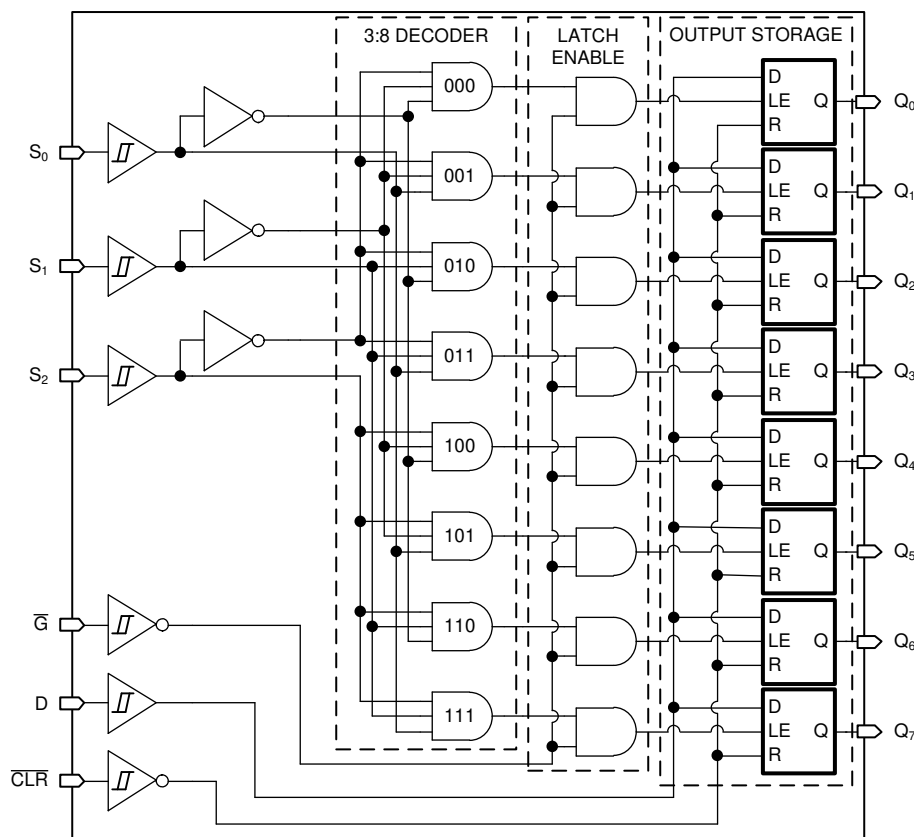 3:8 DECODER
LATCH
ENABLE
OUTPUT STORAGE
S0
000
D
LE
R
Q
Q0
001
D
LE
R
Q
Q1
S1
010
D
LE
R
Q
Q2
S2
011
D
LE
R
Q
Q3
100
D
LE
R
Q
Q4
101
D
LE
R
Q
Q5
G̅
110
D
LE
R
Q
Q6
D
111
D
LE
R
Q
Q7
C̅L̅R̅